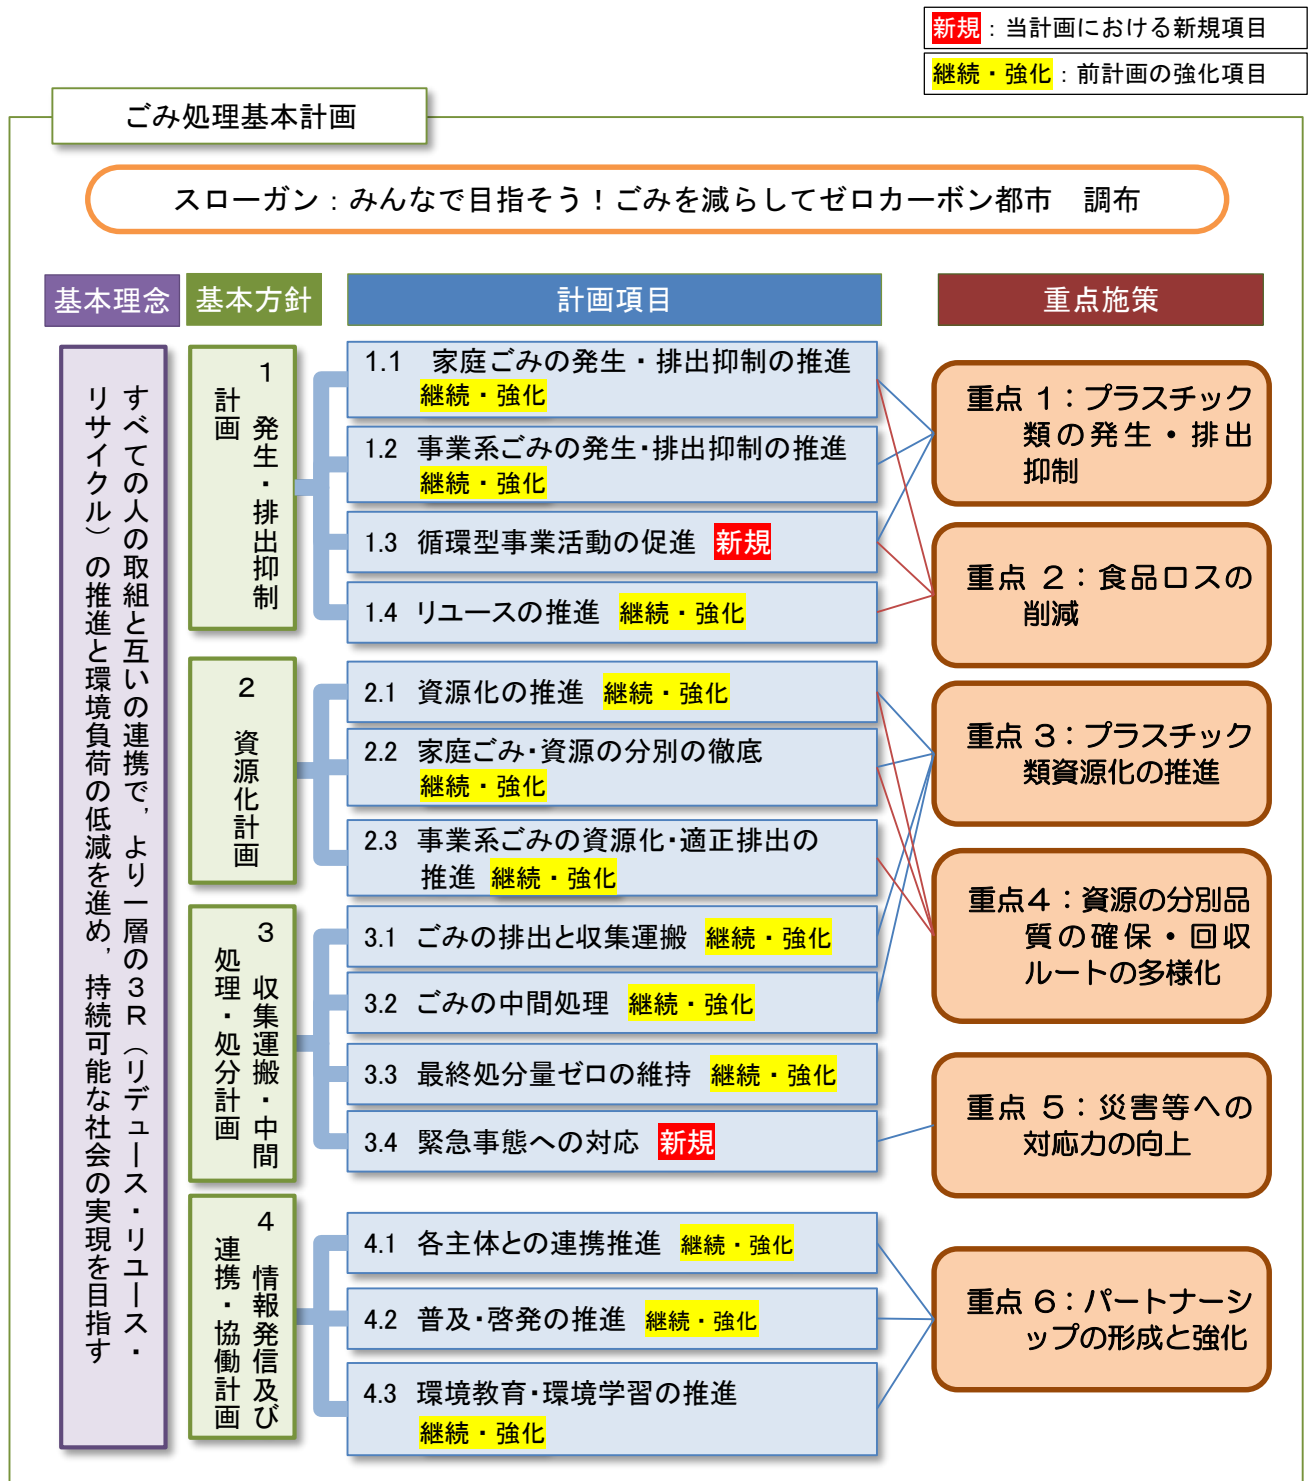 新規：当計画における新規項目
継続・強化：前計画の強化項目
ごみ処理基本計画
スローガン：みんなで目指そう！ごみを減らしてゼロカーボン都市　調布
基本理念
基本方針
計画項目
重点施策
すべての人の取組と互いの連携で，より一層の３Ｒ（リデュース・リユース・
リサイクル）の推進と環境負荷の低減を進め，持続可能な社会の実現を目指す
1　発生・排出抑制
計画
1.1　家庭ごみの発生・排出抑制の推進
継続・強化
1.2 事業系ごみの発生・排出抑制の推進
継続・強化
1.3 循環型事業活動の促進 新規
1.4 リユースの推進 継続・強化
2　資源化計画
2.1 資源化の推進 継続・強化
2.2 家庭ごみ・資源の分別の徹底
継続・強化
2.3 事業系ごみの資源化・適正排出の
推進 継続・強化
3　収集運搬・中間
処理・処分計画
3.1 ごみの排出と収集運搬 継続・強化
3.2 ごみの中間処理 継続・強化
3.3 最終処分量ゼロの維持 継続・強化
3.4 緊急事態への対応 新規
4　情報発信及び
連携・協働計画
4.1 各主体との連携推進 継続・強化
4.2 普及・啓発の推進 継続・強化
4.3 環境教育・環境学習の推進
継続・強化
重点 1：プラスチック
類の発生・排出
抑制
重点 2：食品ロスの
削減
重点 3：プラスチック
類資源化の推進
重点4：資源の分別品
質の確保・回収
ルートの多様化
重点 5：災害等への
対応力の向上
重点 6：パートナーシ
ップの形成と強化